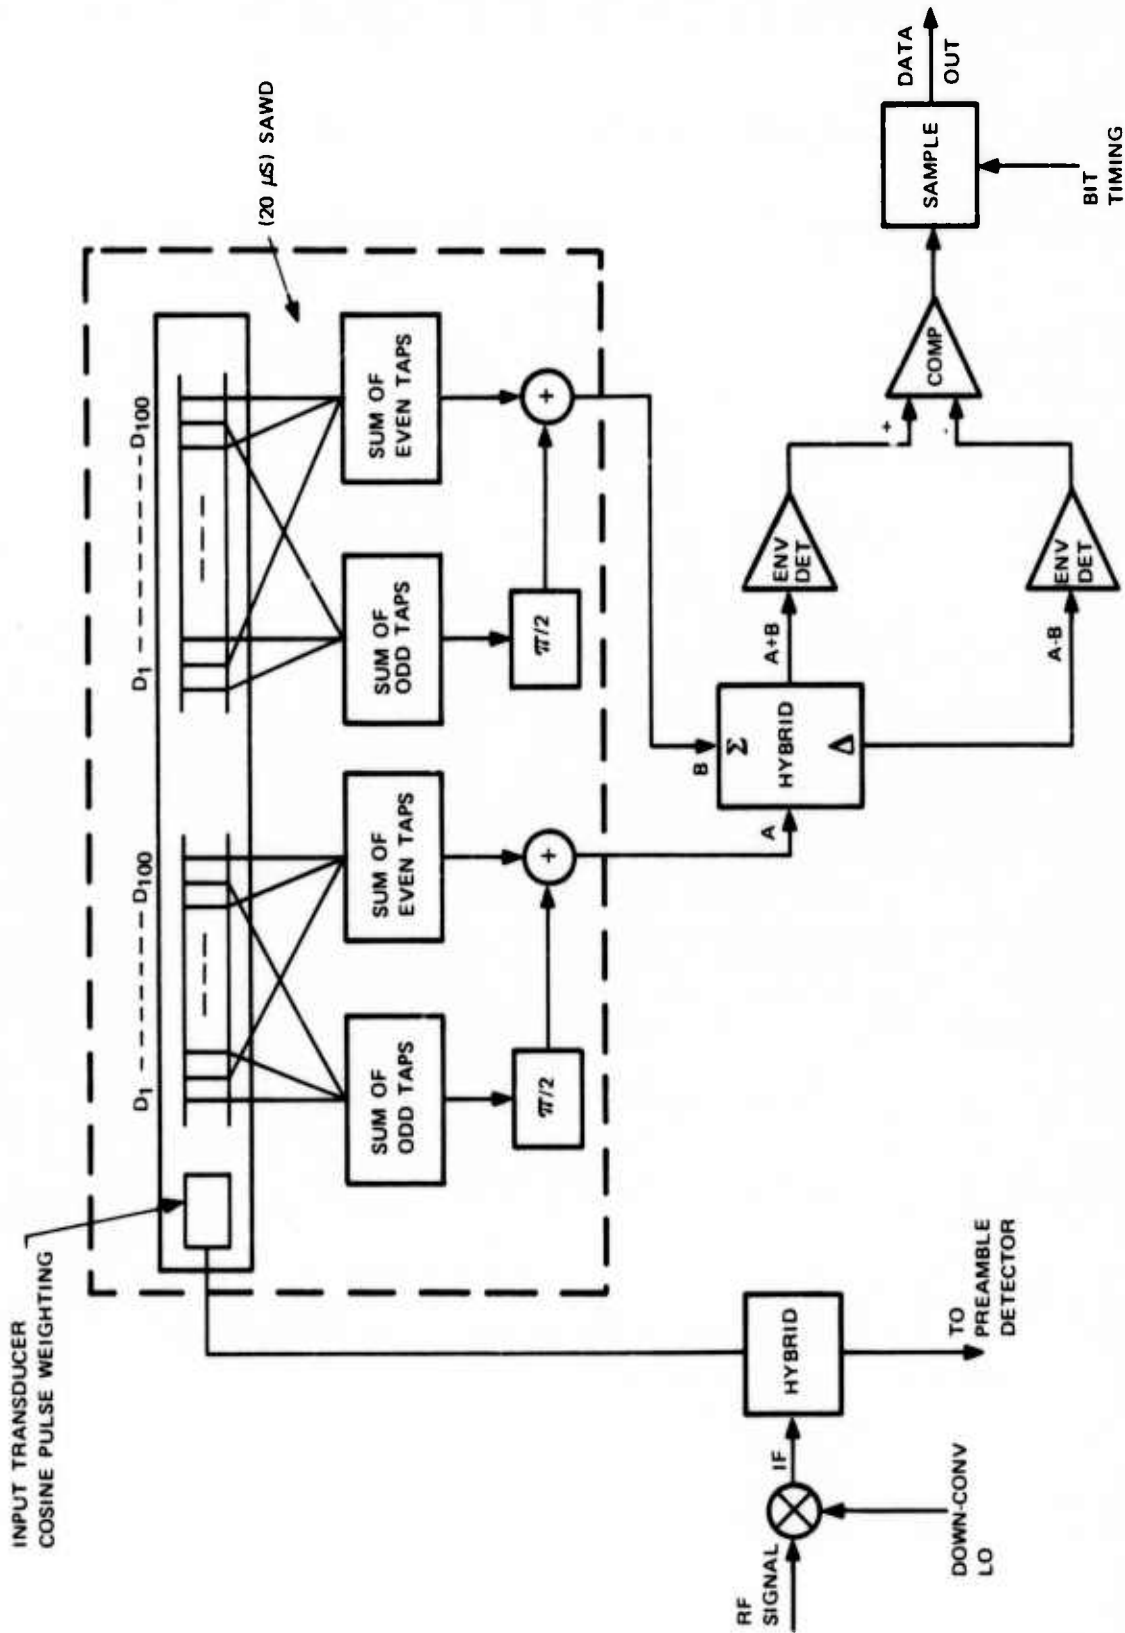 INPUT TRANSDUCER
COSINE PULSE WEIGHTING
D1 ------- D100
D1 ------- D100
(20 µS) SAWD
SUM OF
ODD TAPS
SUM OF
EVEN TAPS
SUM OF
ODD TAPS
SUM OF
EVEN TAPS
π/2
+
π/2
+
RF
SIGNAL
IF
DOWN-CONV
LO
HYBRID
TO
PREAMBLE
DETECTOR
A
B
Σ
HYBRID
Δ
A+B
A-B
ENV
DET
ENV
DET
+
-
COMP
SAMPLE
BIT
TIMING
DATA
OUT